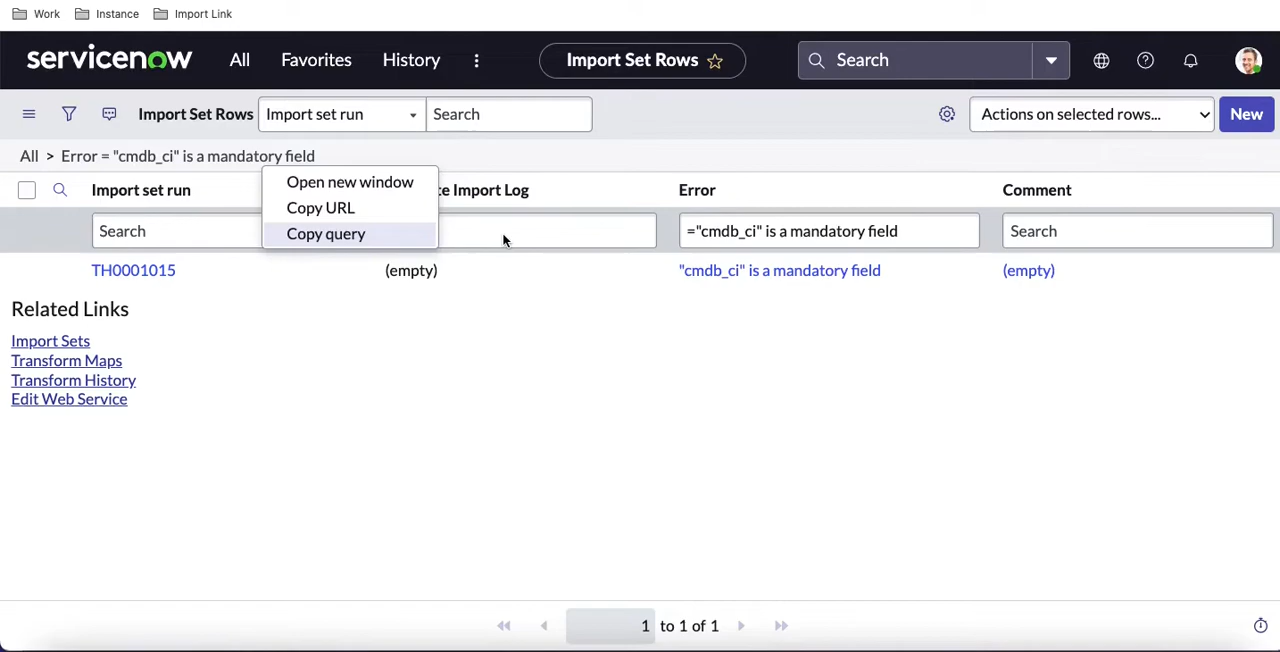 Work Instance Import Link
servicenow All Favorites History Import Set Rows Search
Import Set Rows Import set run Search Actions on selected rows... New
All > Error = "cmdb_ci" is a mandatory field
Open new window
Copy URL
Copy query
Import set run te Import Log Error Comment
Search ="cmdb_ci" is a mandatory field Search
TH0001015 (empty) "cmdb_ci" is a mandatory field (empty)
Related Links
Import Sets
Transform Maps
Transform History
Edit Web Service
1 to 1 of 1